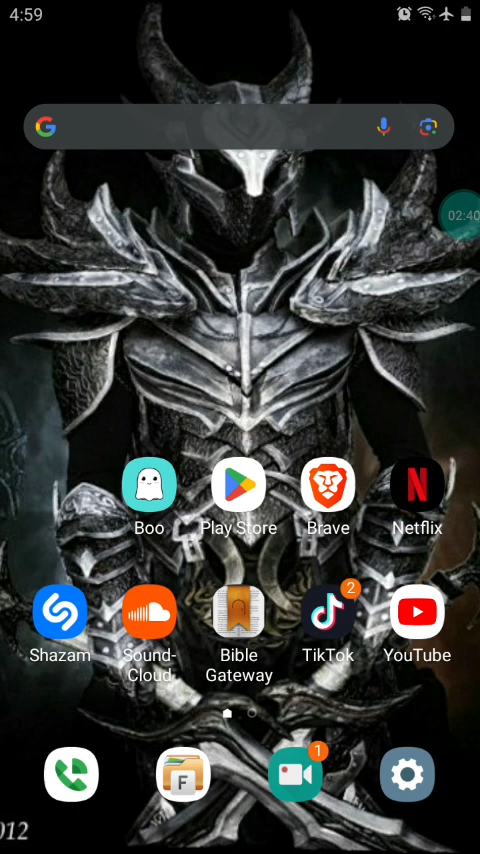 4:59
02:40
Boo
Play Store
Brave
Netflix
Shazam
Sound-
Cloud
Bible
Gateway
2
TikTok
YouTube
F
1
012